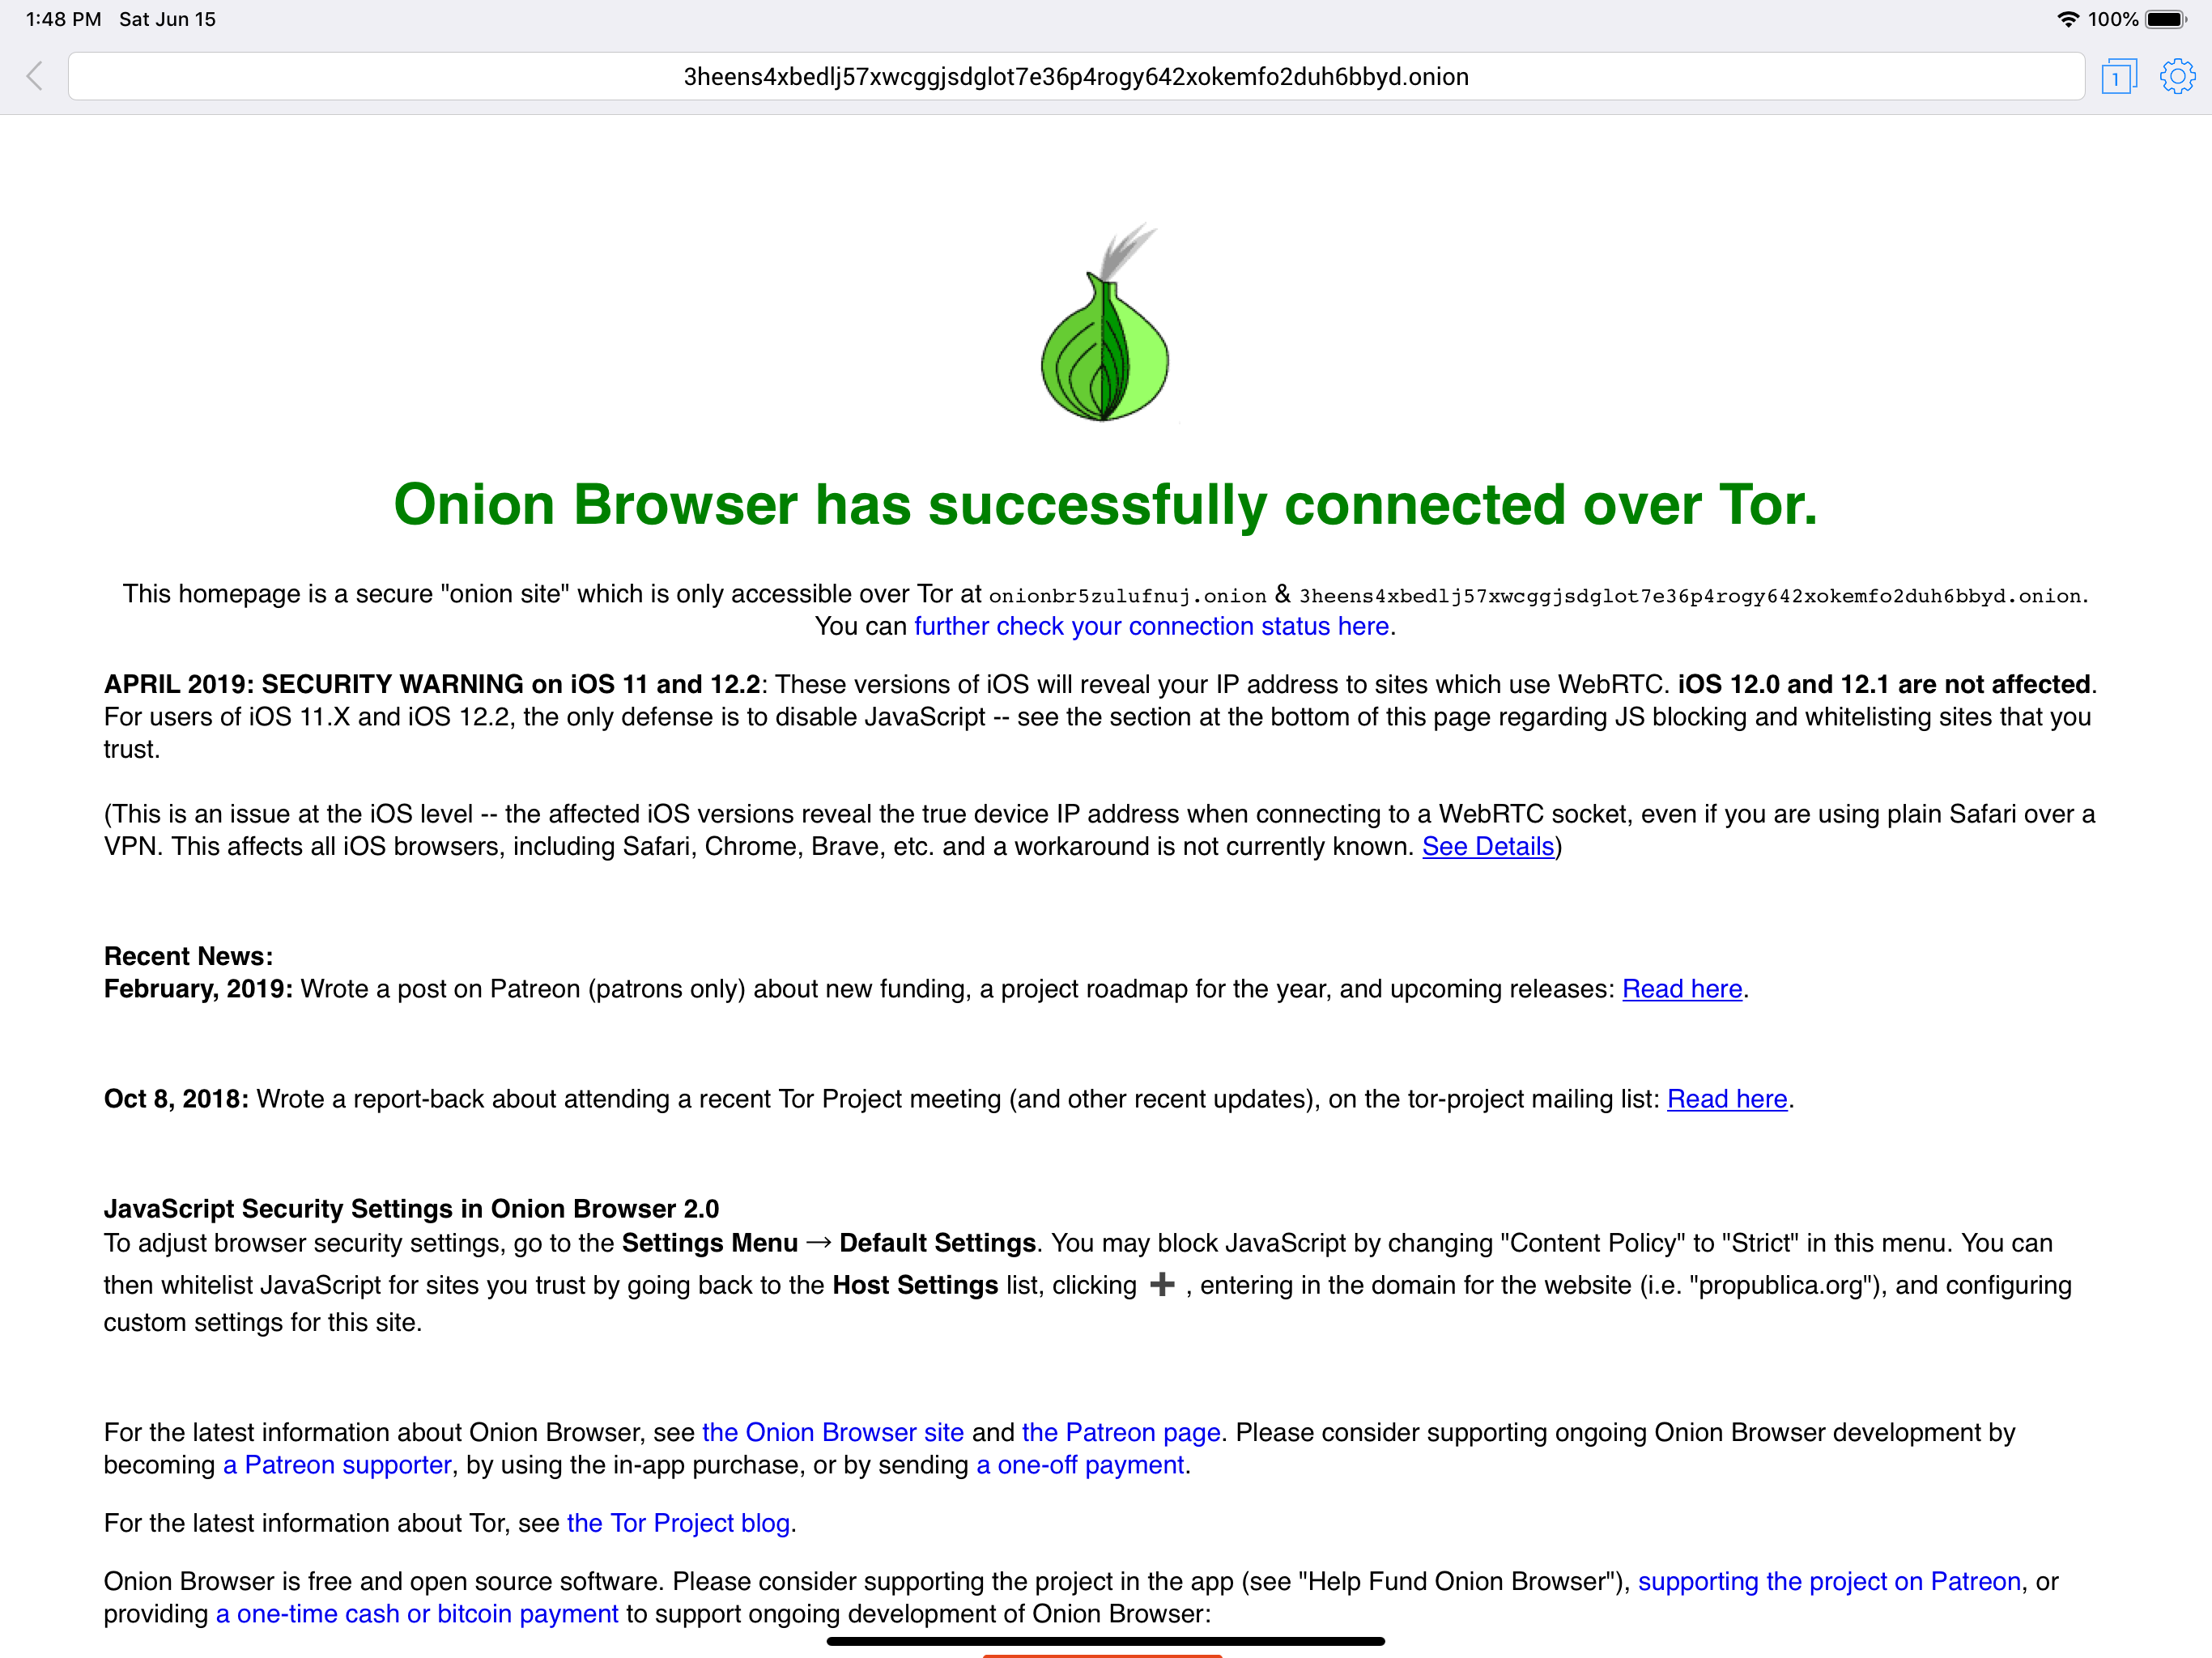 1:48 PM Sat Jun 15
100%
3heens4xbedlj57xwcggjsdglot7e36p4rogy642xokemfo2duh6bbyd.onion
1
Onion Browser has successfully connected over Tor.
This homepage is a secure "onion site" which is only accessible over Tor at onionbr5zulufnuj.onion & 3heens4xbedlj57xwcggjsdglot7e36p4rogy642xokemfo2duh6bbyd.onion.
You can further check your connection status here.
APRIL 2019: SECURITY WARNING on iOS 11 and 12.2: These versions of iOS will reveal your IP address to sites which use WebRTC. iOS 12.0 and 12.1 are not affected.
For users of iOS 11.X and iOS 12.2, the only defense is to disable JavaScript -- see the section at the bottom of this page regarding JS blocking and whitelisting sites that you
trust.
(This is an issue at the iOS level -- the affected iOS versions reveal the true device IP address when connecting to a WebRTC socket, even if you are using plain Safari over a
VPN. This affects all iOS browsers, including Safari, Chrome, Brave, etc. and a workaround is not currently known. See Details)
Recent News:
February, 2019: Wrote a post on Patreon (patrons only) about new funding, a project roadmap for the year, and upcoming releases: Read here.
Oct 8, 2018: Wrote a report-back about attending a recent Tor Project meeting (and other recent updates), on the tor-project mailing list: Read here.
JavaScript Security Settings in Onion Browser 2.0
To adjust browser security settings, go to the Settings Menu → Default Settings. You may block JavaScript by changing "Content Policy" to "Strict" in this menu. You can
then whitelist JavaScript for sites you trust by going back to the Host Settings list, clicking ➕ , entering in the domain for the website (i.e. "propublica.org"), and configuring
custom settings for this site.
For the latest information about Onion Browser, see the Onion Browser site and the Patreon page. Please consider supporting ongoing Onion Browser development by
becoming a Patreon supporter, by using the in-app purchase, or by sending a one-off payment.
For the latest information about Tor, see the Tor Project blog.
Onion Browser is free and open source software. Please consider supporting the project in the app (see "Help Fund Onion Browser"), supporting the project on Patreon, or
providing a one-time cash or bitcoin payment to support ongoing development of Onion Browser: